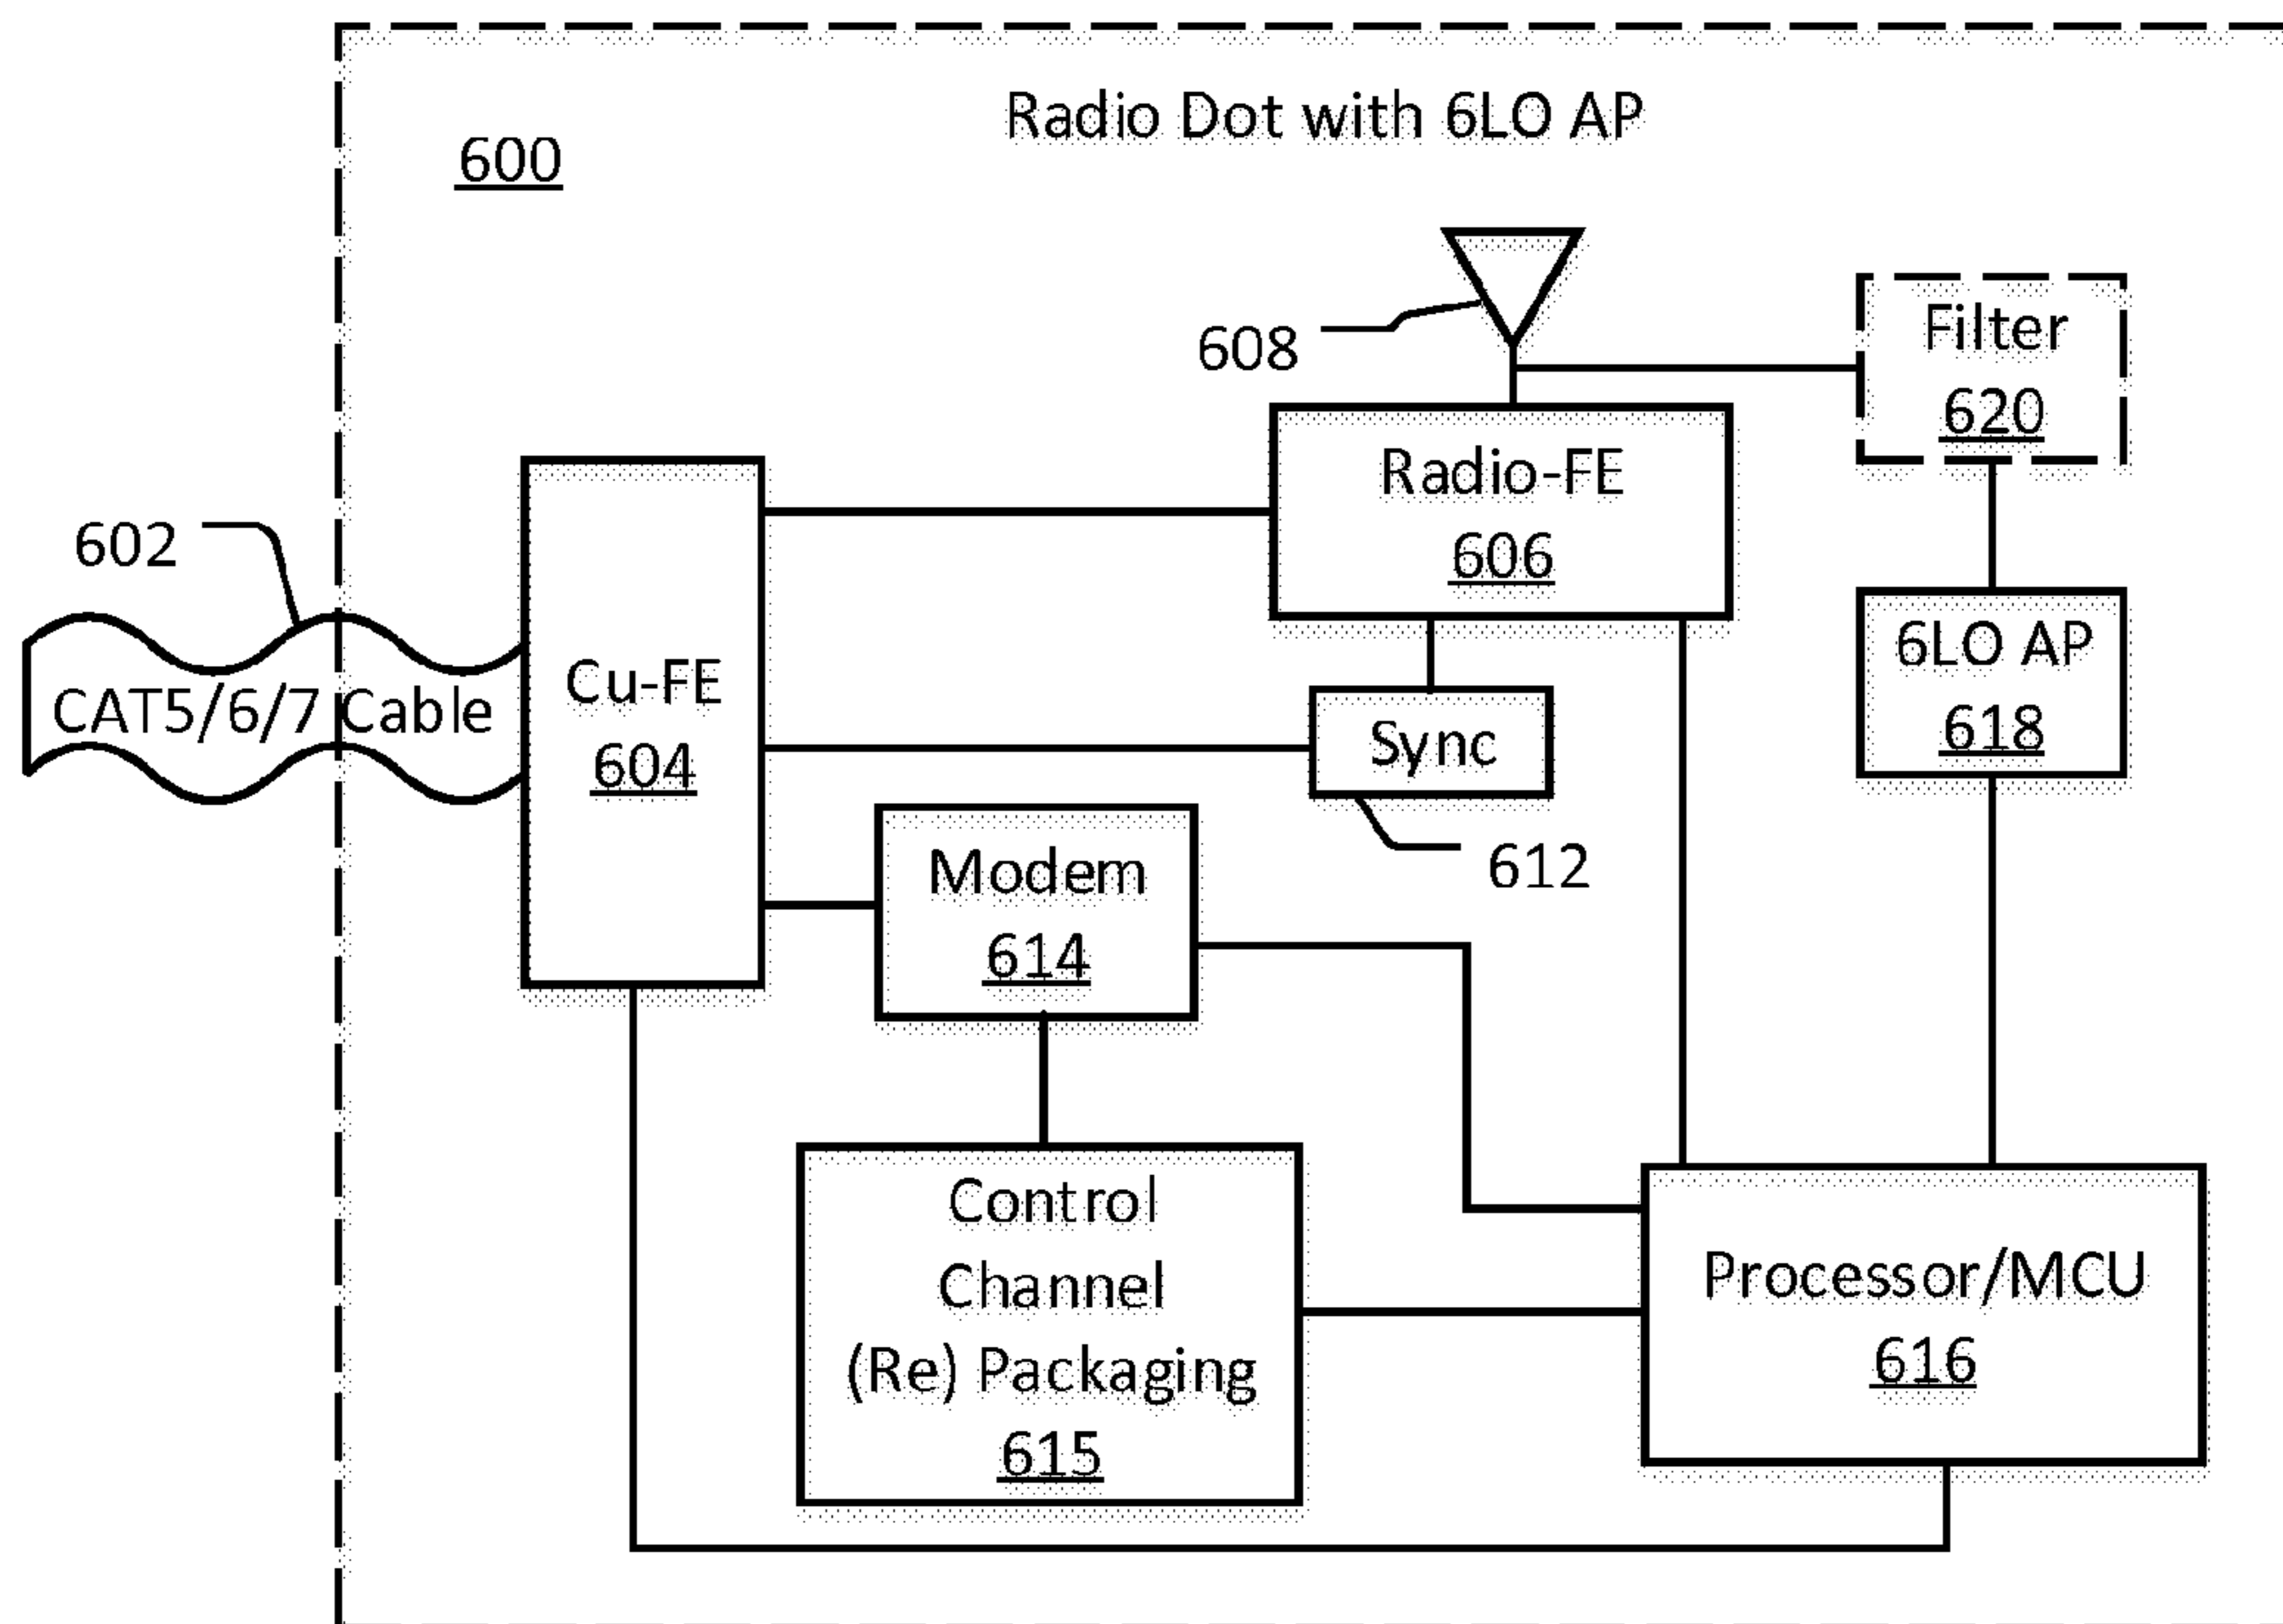 Radio Dot with 6LO AP
600
608
Filter
620
Radio-FE
606
602
CAT5/6/7 Cable
Cu-FE
604
Sync
612
6LO AP
618
Modem
614
Control
Channel
(Re) Packaging
615
Processor/MCU
616